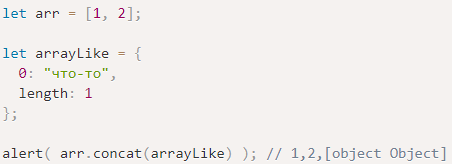 let arr = [1, 2];
let arrayLike = {
  0: "что-то",
  length: 1
};
alert( arr.concat(arrayLike) ); // 1,2,[object Object]